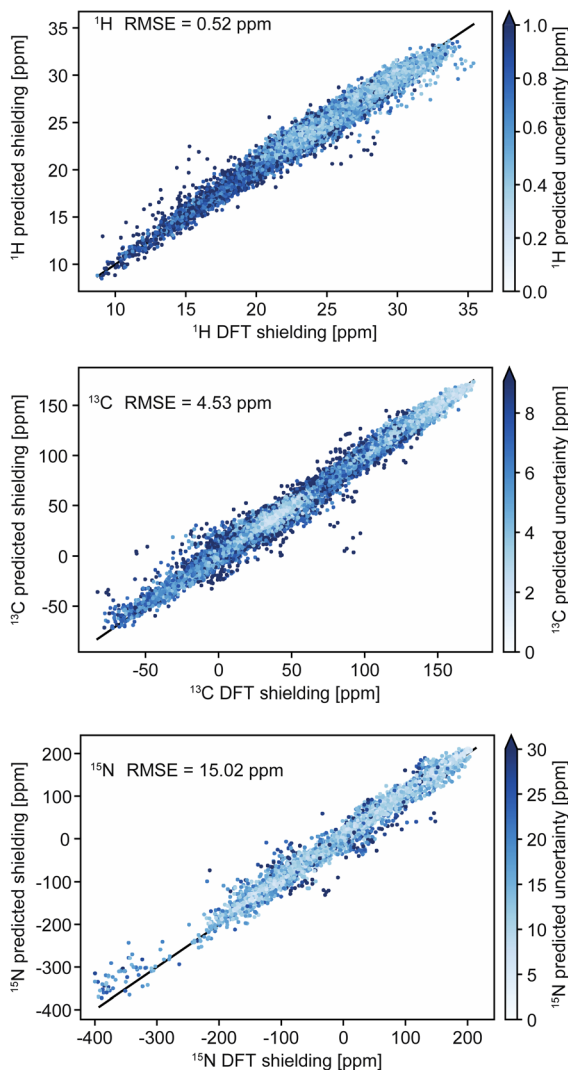 ¹H RMSE = 0.52 ppm
35
30
25
20
15
10
¹H predicted shielding [ppm]
10 15 20 25 30 35
¹H DFT shielding [ppm]
1.0
0.8
0.6
0.4
0.2
0.0
¹H predicted uncertainty [ppm]
¹³C RMSE = 4.53 ppm
150
100
50
0
-50
¹³C predicted shielding [ppm]
-50 0 50 100 150
¹³C DFT shielding [ppm]
8
6
4
2
0
¹³C predicted uncertainty [ppm]
¹⁵N RMSE = 15.02 ppm
200
100
0
-100
-200
-300
-400
¹⁵N predicted shielding [ppm]
-400 -300 -200 -100 0 100 200
¹⁵N DFT shielding [ppm]
30
25
20
15
10
5
0
¹⁵N predicted uncertainty [ppm]